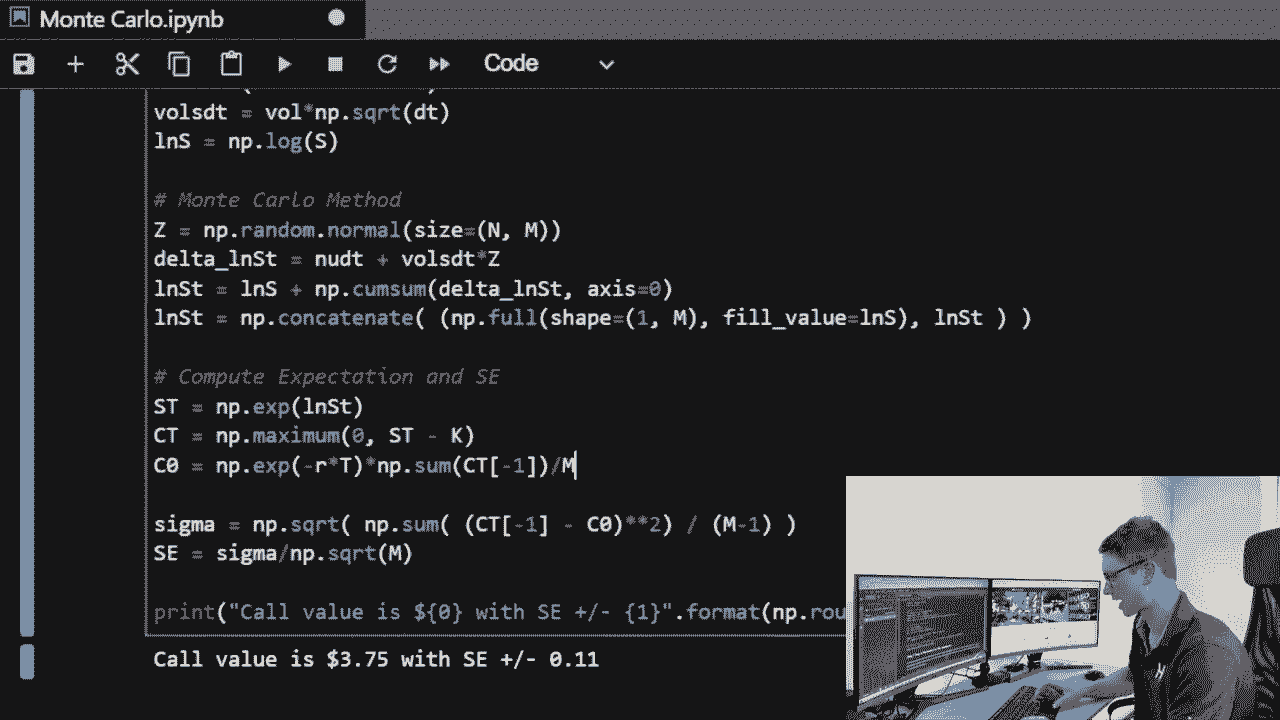 Monte Carlo.ipynb
Code
volsdt = vol*np.sqrt(dt)
lnS = np.log(S)
# Monte Carlo Method
Z = np.random.normal(size=(N, M))
delta_lnSt = nudt + volsdt*Z
lnSt = lnS + np.cumsum(delta_lnSt, axis=0)
lnSt = np.concatenate( (np.full(shape=(1, M), fill_value=lnS), lnSt ) )
# Compute Expectation and SE
ST = np.exp(lnSt)
CT = np.maximum(0, ST - K)
C0 = np.exp(-r*T)*np.sum(CT[-1])/M
sigma = np.sqrt( np.sum( (CT[-1] - C0)**2) / (M-1) )
SE = sigma/np.sqrt(M)
print("Call value is ${0} with SE +/- {1}".format(np.rou
Call value is $3.75 with SE +/- 0.11